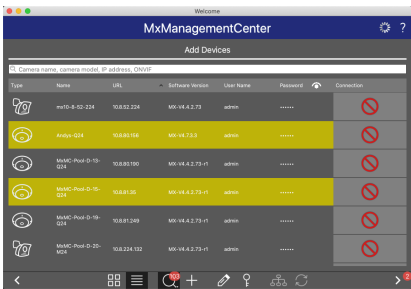 Welcome
MxManagementCenter
?
Add Devices
Camera name, camera model, IP address, ONVIF
Type Name URL Software Version User Name Password Connection
mx10-8-52-224 10.8.52.224 MX-V4.4.2.73 admin ••••••
Andys-Q24 10.8.93.156 MX-V4.7.3.5 admin ••••••
MxMC-Pool-D-13-
Q24 10.8.90.190 MX-V4.4.2.73-r1 admin ••••••
MxMC-Pool-D-15-
Q24 10.8.81.35 MX-V4.4.2.73-r1 admin ••••••
MxMC-Pool-D-19-
Q24 10.8.81.249 MX-V4.4.2.73-r1 admin ••••••
MxMC-Pool-D-20-
M24 10.8.224.132 MX-V4.4.2.73-r1 admin ••••••
103
2